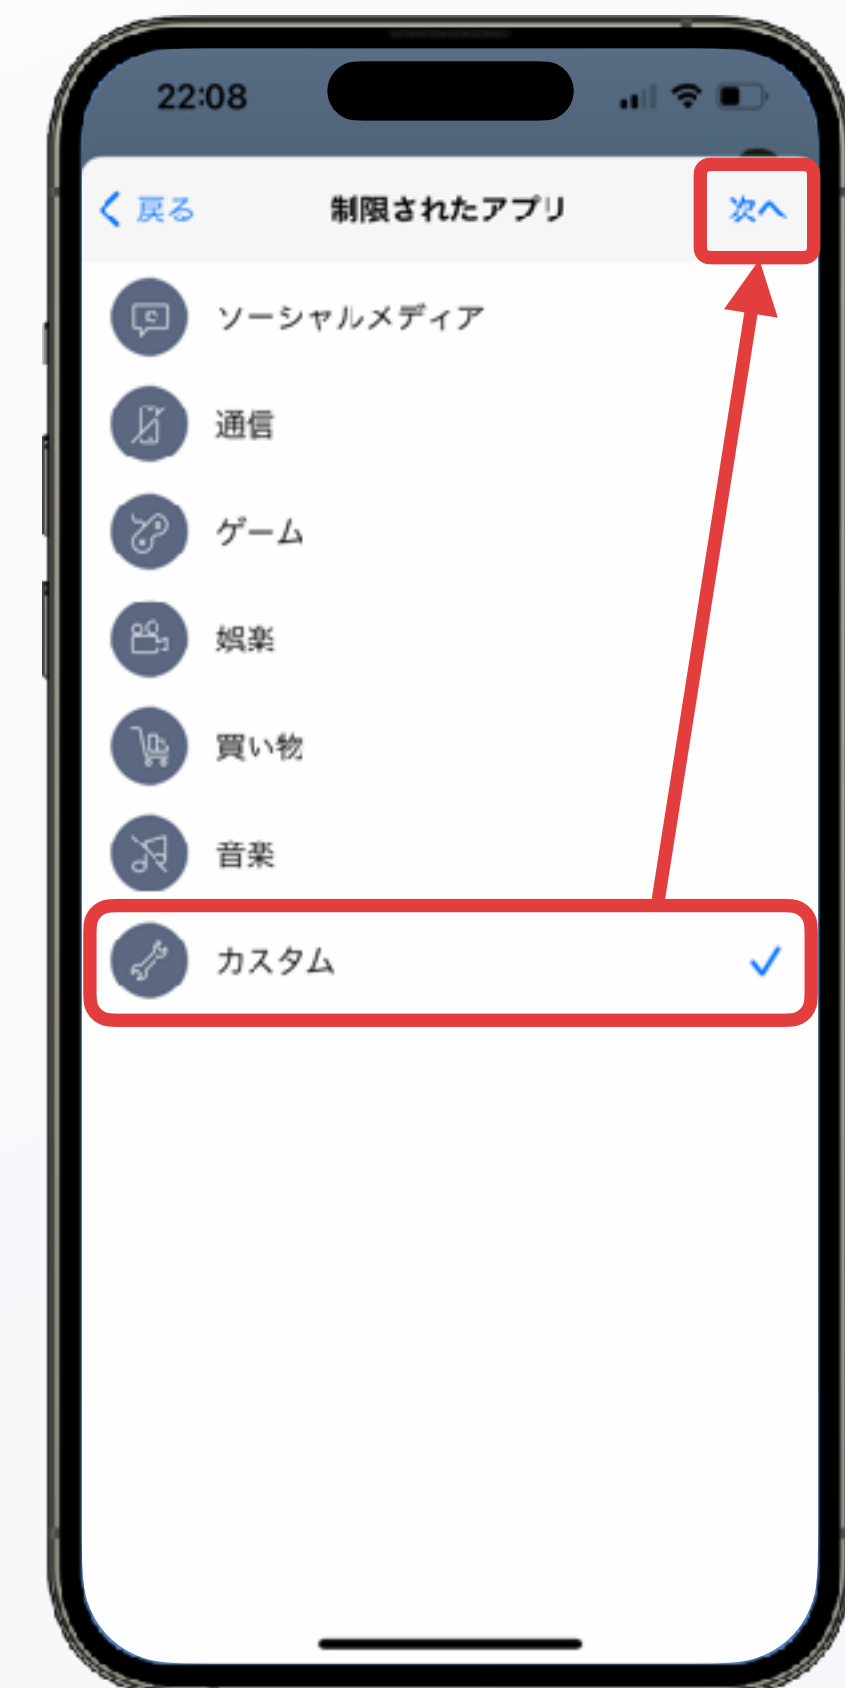 22:08
戻る
制限されたアプリ
次へ
ソーシャルメディア
通信
ゲーム
娯楽
買い物
音楽
カスタム